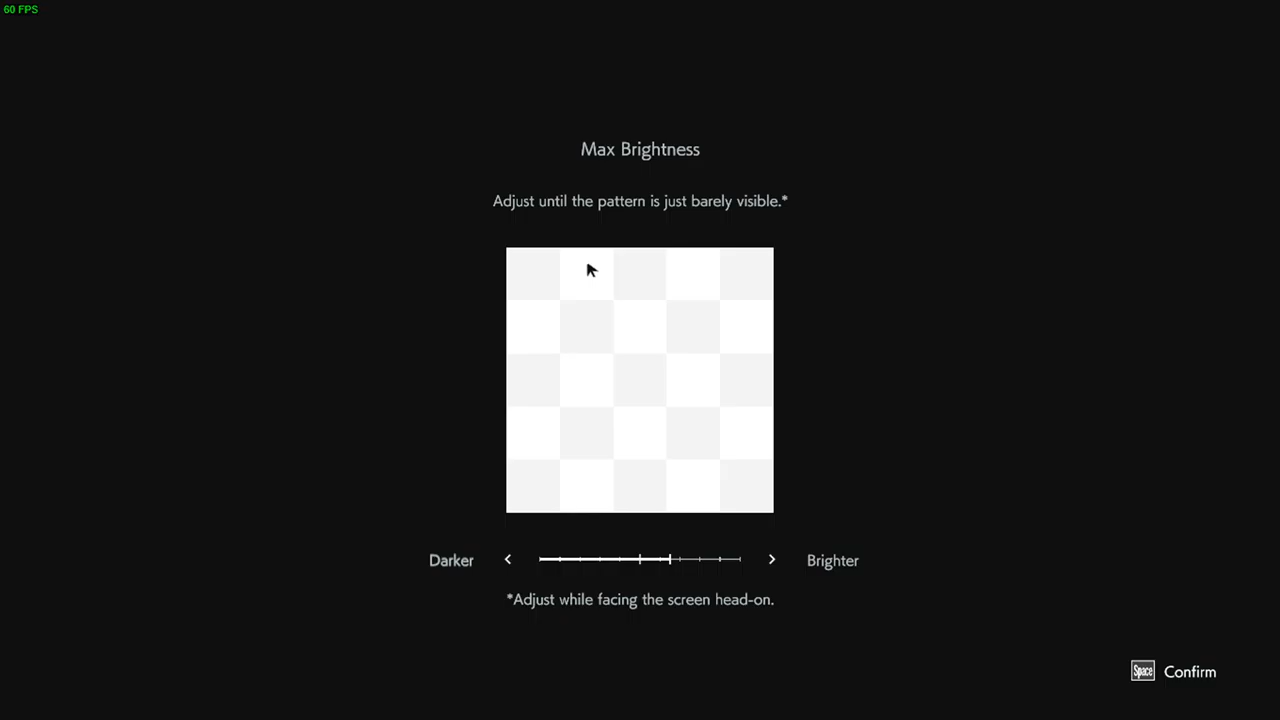 60 FPS
Max Brightness
Adjust until the pattern is just barely visible.*
Darker
Brighter
*Adjust while facing the screen head-on.
Space Confirm